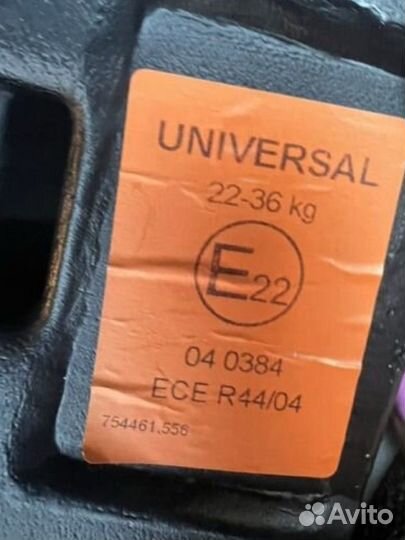 UNIVERSAL
22-36 kg
E22
04 0384
ECE R44/04
754461,556
Avito